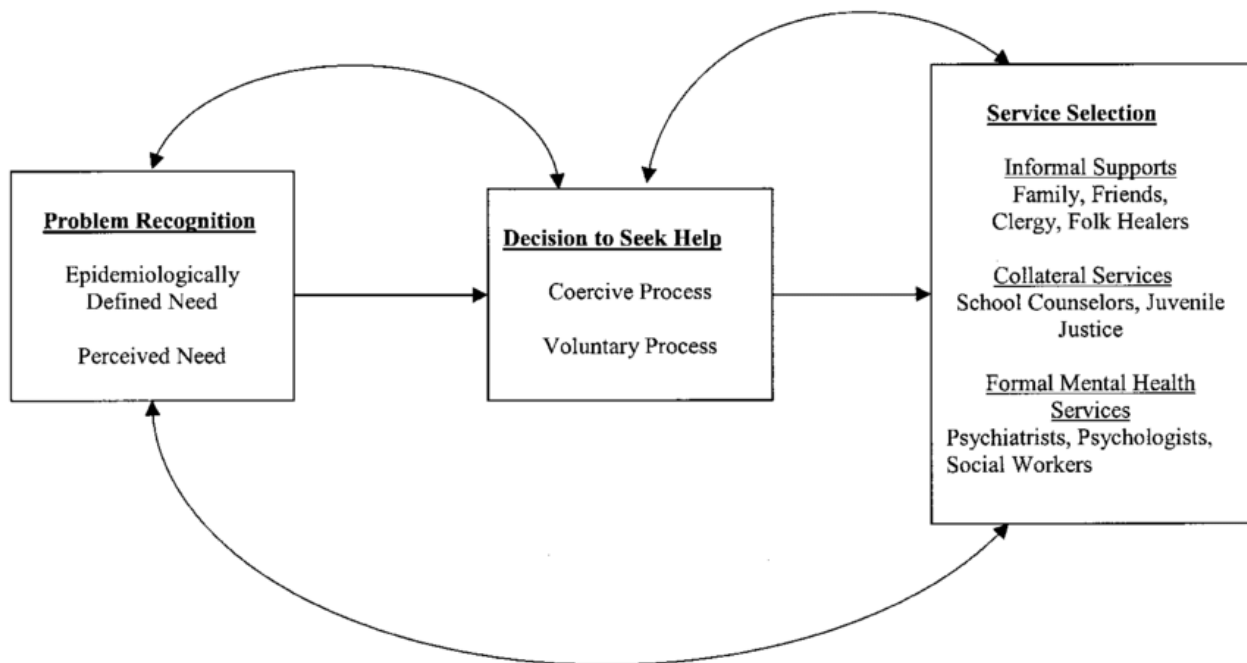 Problem Recognition
Epidemiologically
Defined Need
Perceived Need
Decision to Seek Help
Coercive Process
Voluntary Process
Service Selection
Informal Supports
Family, Friends,
Clergy, Folk Healers
Collateral Services
School Counselors, Juvenile
Justice
Formal Mental Health
Services
Psychiatrists, Psychologists,
Social Workers